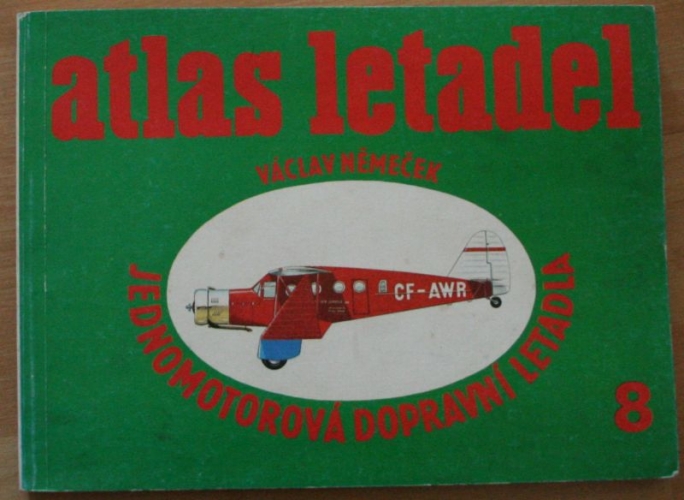 atlas letadel
VÁCLAV NĚMEČEK
CF-AWR
JEDNOMOTOROVÁ DOPRAVNÍ LETADLA
8